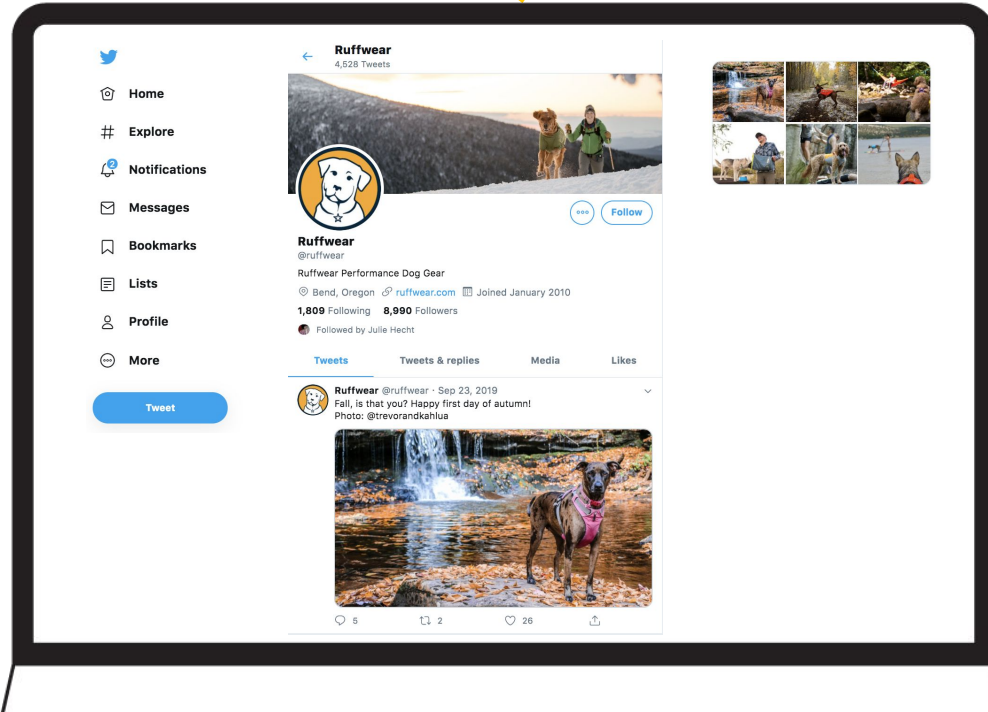 Ruffwear
4,528 Tweets
Home
Explore
2
Notifications
Messages
Bookmarks
Lists
Profile
More
Tweet
Follow
Ruffwear
@ruffwear
Ruffwear Performance Dog Gear
Bend, Oregon ruffwear.com Joined January 2010
1,809 Following 8,990 Followers
Followed by Julie Hecht
Tweets Tweets & replies Media Likes
Ruffwear @ruffwear · Sep 23, 2019
Fall, is that you? Happy first day of autumn!
Photo: @trevorandkahlua
5 2 26